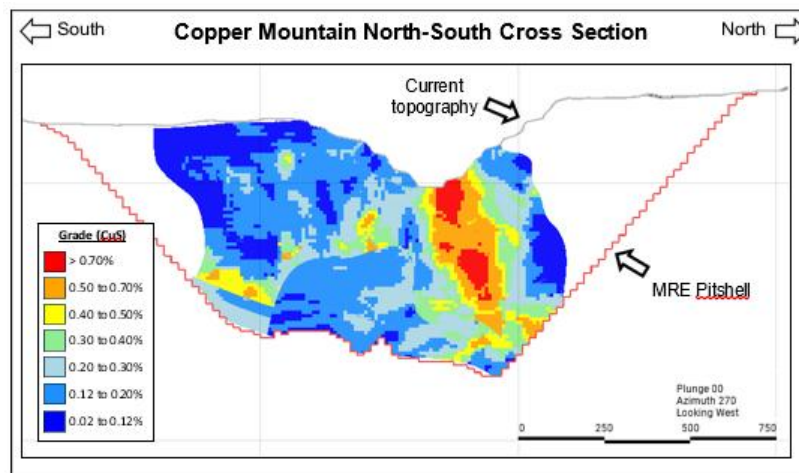 South
Copper Mountain North-South Cross Section
North
Current
topography
Grade (CuS)
> 0.70%
0.50 to 0.70%
0.40 to 0.50%
0.30 to 0.40%
0.20 to 0.30%
0.12 to 0.20%
0.02 to 0.12%
MRE Pitshell
Plunge 00
Azimuth 270
Looking West
0 250 500 750